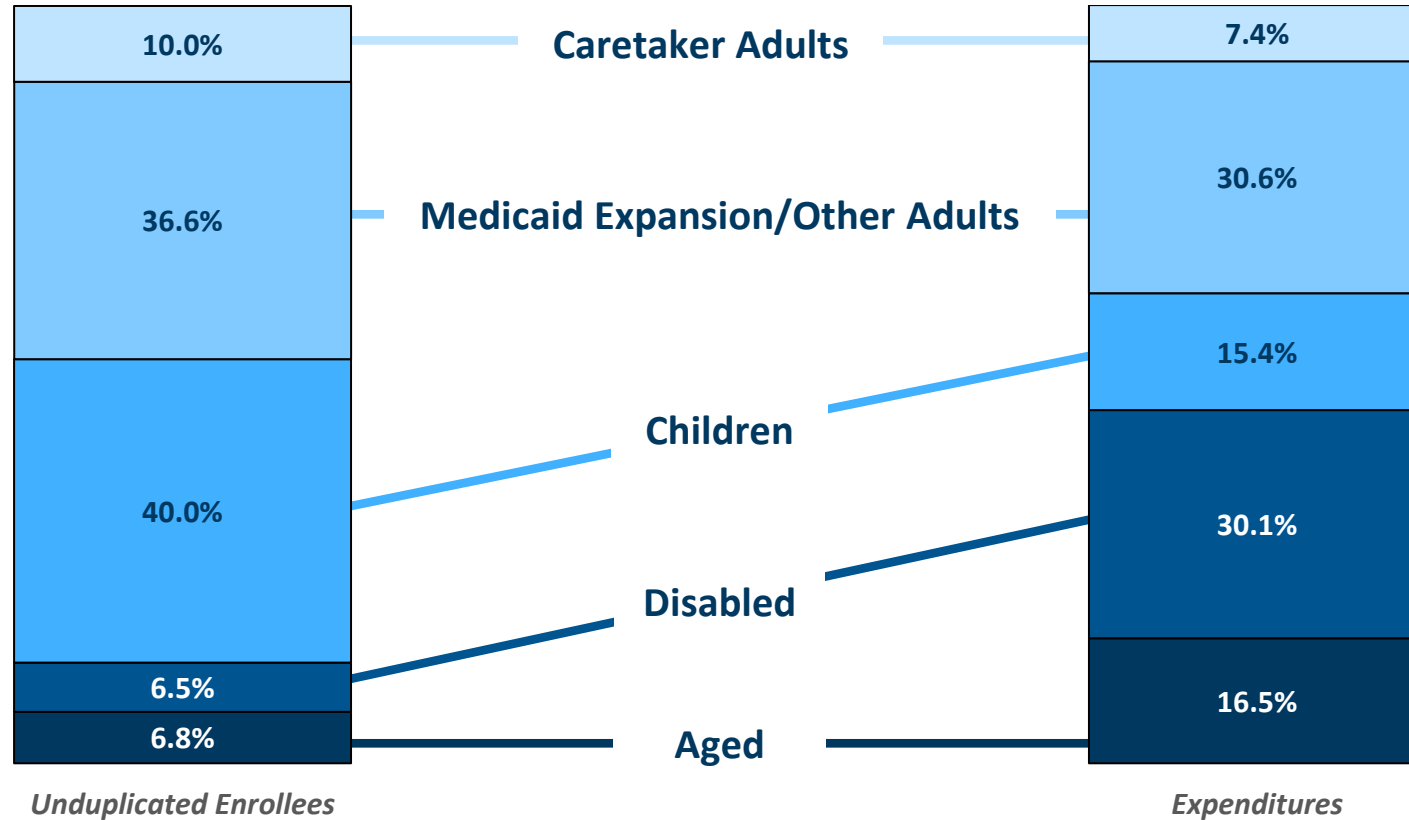 10.0%
Caretaker Adults
7.4%
36.6%
Medicaid Expansion/Other Adults
30.6%
40.0%
Children
15.4%
6.5%
Disabled
30.1%
6.8%
Aged
16.5%
Unduplicated Enrollees
Expenditures